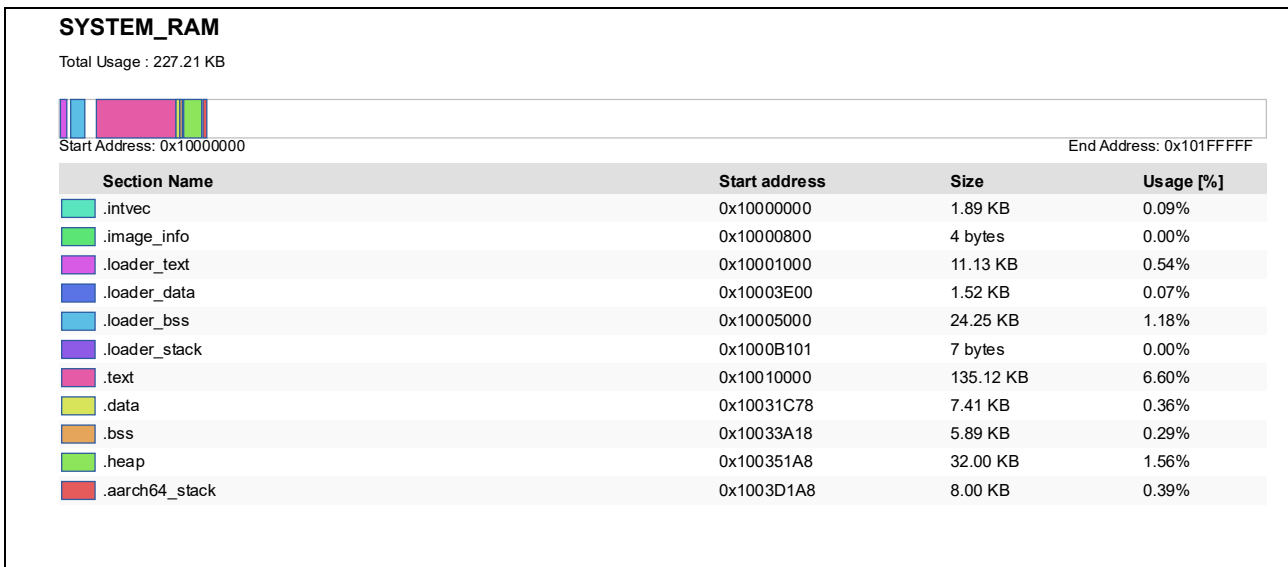 SYSTEM_RAM
Total Usage : 227.21 KB
Start Address: 0x10000000 End Address: 0x101FFFFF
Section Name Start address Size Usage [%]
.intvec 0x10000000 1.89 KB 0.09%
.image_info 0x10000800 4 bytes 0.00%
.loader_text 0x10001000 11.13 KB 0.54%
.loader_data 0x10003E00 1.52 KB 0.07%
.loader_bss 0x10005000 24.25 KB 1.18%
.loader_stack 0x1000B101 7 bytes 0.00%
.text 0x10010000 135.12 KB 6.60%
.data 0x10031C78 7.41 KB 0.36%
.bss 0x10033A18 5.89 KB 0.29%
.heap 0x100351A8 32.00 KB 1.56%
.aarch64_stack 0x1003D1A8 8.00 KB 0.39%